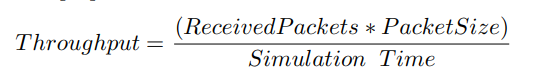 Throughput = (ReceivedPackets ∗ PacketSize)
Simulation Time